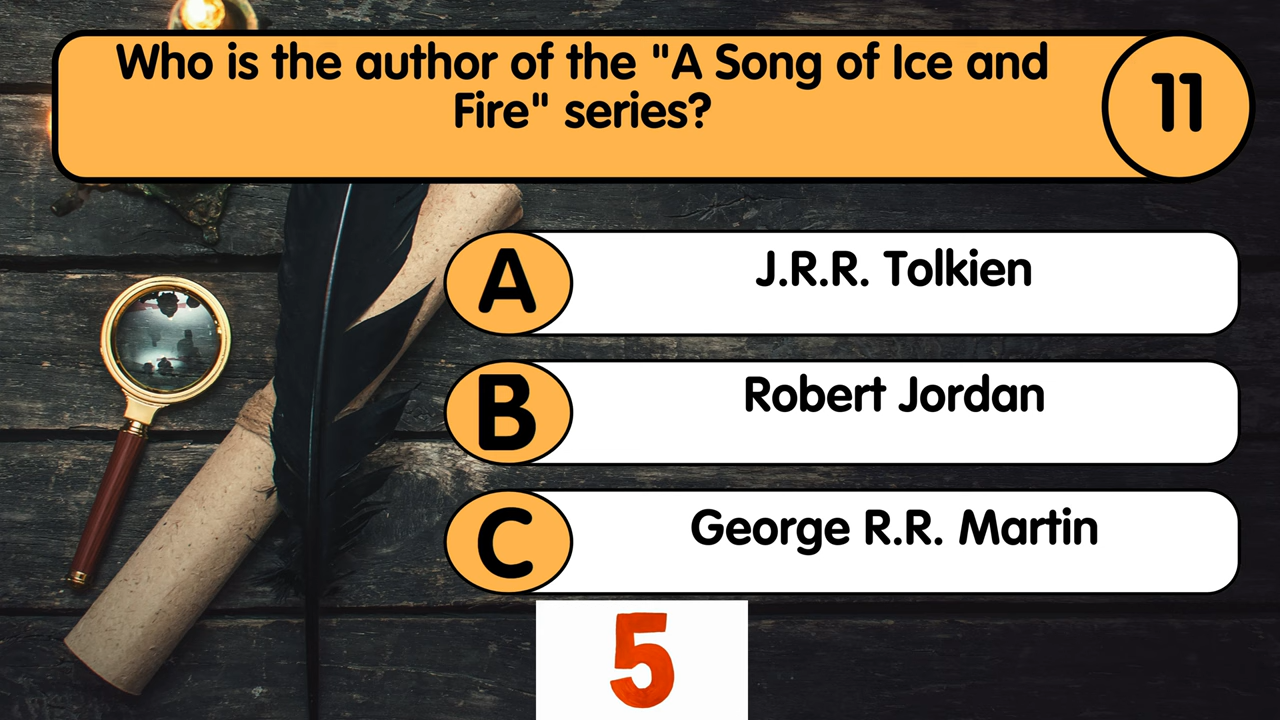 Who is the author of the "A Song of Ice and
Fire" series?
11
A
J.R.R. Tolkien
B
Robert Jordan
C
George R.R. Martin
5